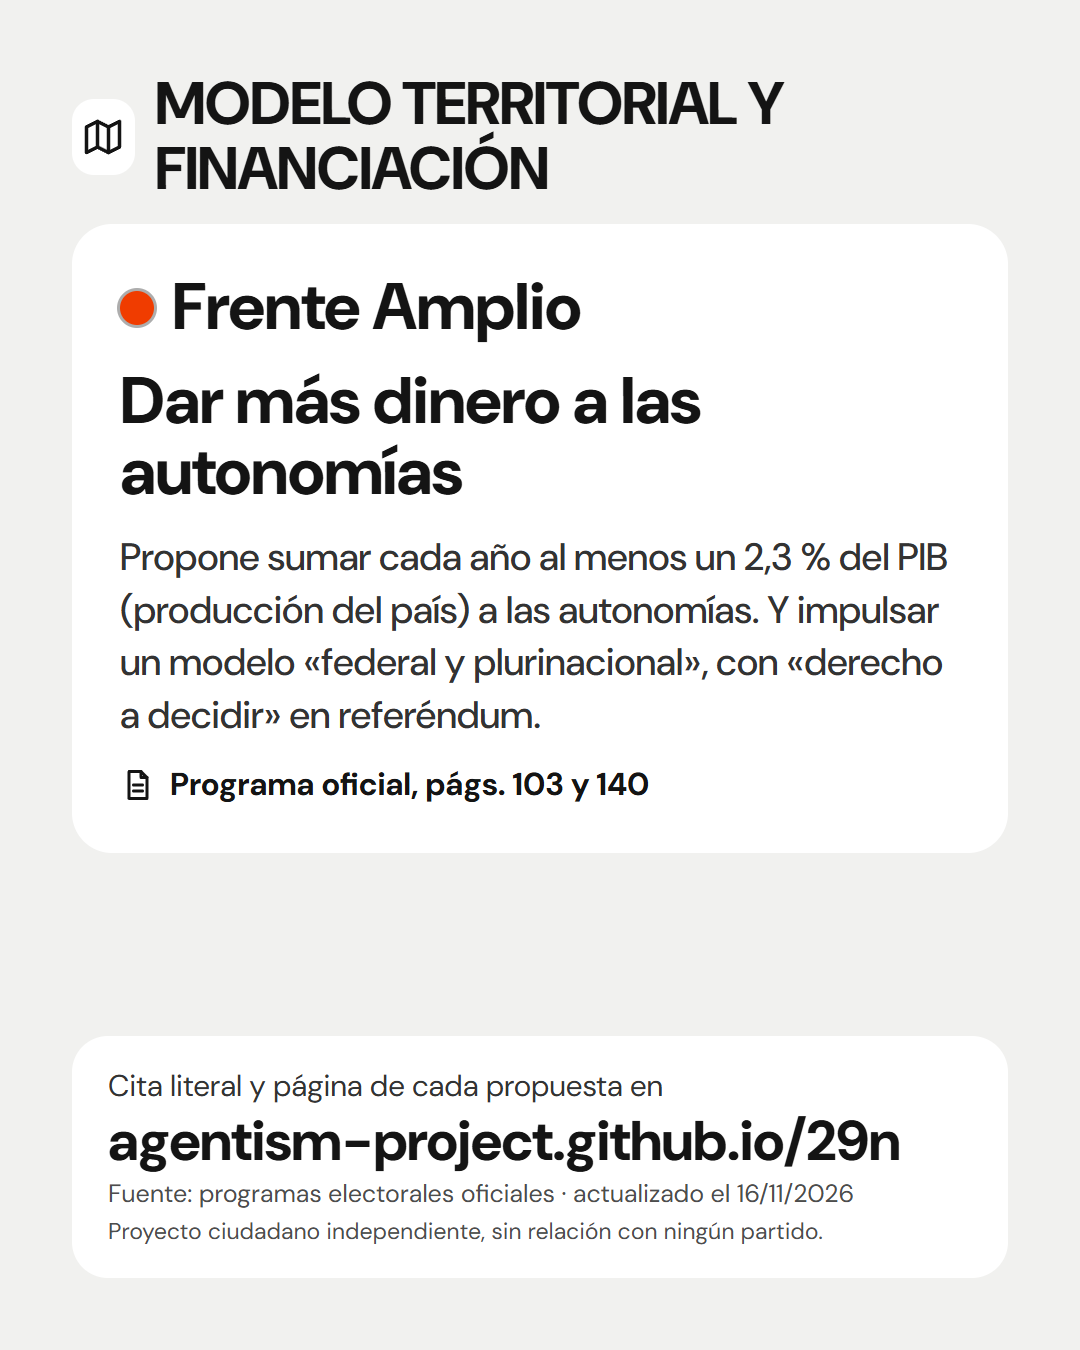 MODELO TERRITORIAL Y
FINANCIACIÓN
Frente Amplio
Dar más dinero a las
autonomías
Propone sumar cada año al menos un 2,3 % del PIB
(producción del país) a las autonomías. Y impulsar
un modelo «federal y plurinacional», con «derecho
a decidir» en referéndum.
Programa oficial, págs. 103 y 140
Cita literal y página de cada propuesta en
agentism-project.github.io/29n
Fuente: programas electorales oficiales · actualizado el 16/11/2026
Proyecto ciudadano independiente, sin relación con ningún partido.